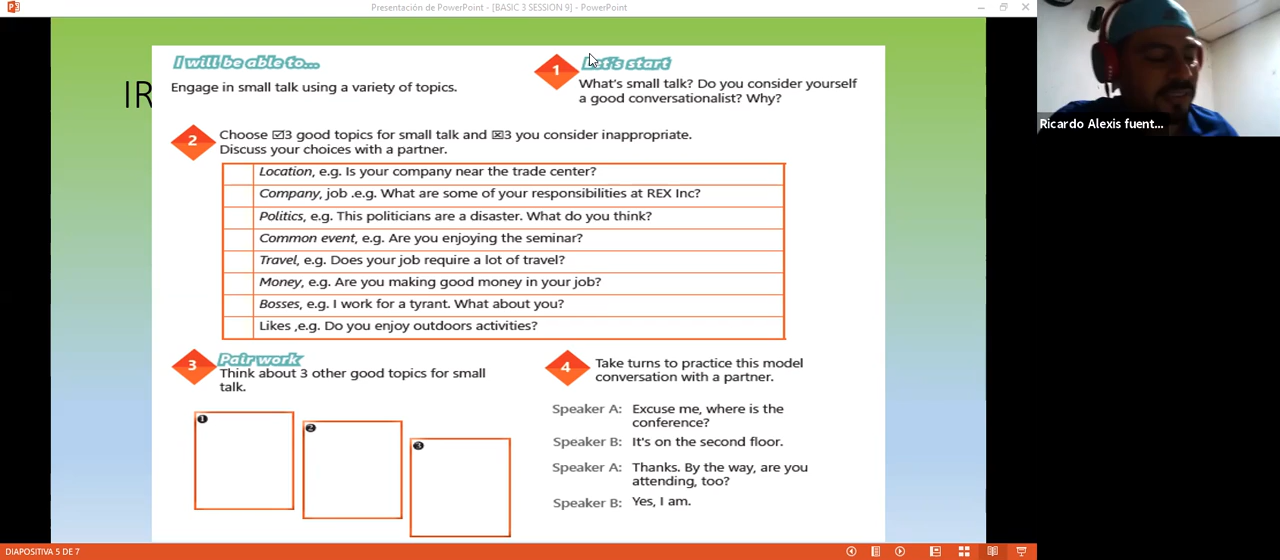 Presentación de PowerPoint - [BASIC 3 SESSION 9] - PowerPoint
IR
I will be able to...
Engage in small talk using a variety of topics.
1
Let's start
What's small talk? Do you consider yourself
a good conversationalist? Why?
2
Choose ☑3 good topics for small talk and ☒3 you consider inappropriate.
Discuss your choices with a partner.
Location, e.g. Is your company near the trade center?
Company, job .e.g. What are some of your responsibilities at REX Inc?
Politics, e.g. This politicians are a disaster. What do you think?
Common event, e.g. Are you enjoying the seminar?
Travel, e.g. Does your job require a lot of travel?
Money, e.g. Are you making good money in your job?
Bosses, e.g. I work for a tyrant. What about you?
Likes ,e.g. Do you enjoy outdoors activities?
3
Pair work
Think about 3 other good topics for small
talk.
1
2
3
4
Take turns to practice this model
conversation with a partner.
Speaker A: Excuse me, where is the
conference?
Speaker B: It's on the second floor.
Speaker A: Thanks. By the way, are you
attending, too?
Speaker B: Yes, I am.
Ricardo Alexis fuent...
DIAPOSITIVA 5 DE 7